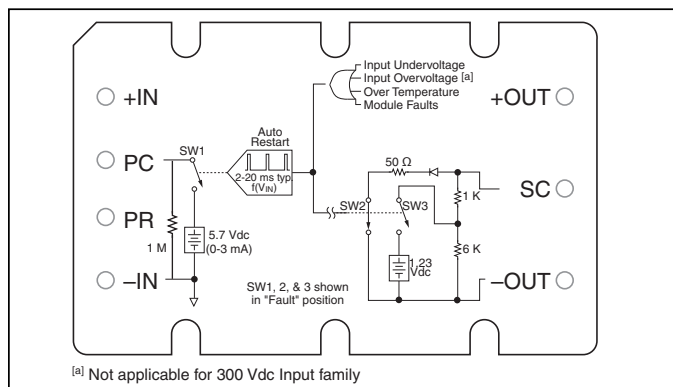 Input Undervoltage
Input Overvoltage [a]
Over Temperature
Module Faults
+IN
+OUT
Auto
Restart
PC
SW1
50 Ω
2-20 ms typ.
f(VIN)
SC
1 K
PR
SW2
SW3
5.7 Vdc
(0-3 mA)
1 M
6 K
1.23
Vdc
–IN
–OUT
SW1, 2, & 3 shown
in "Fault" position
[a] Not applicable for 300 Vdc Input family